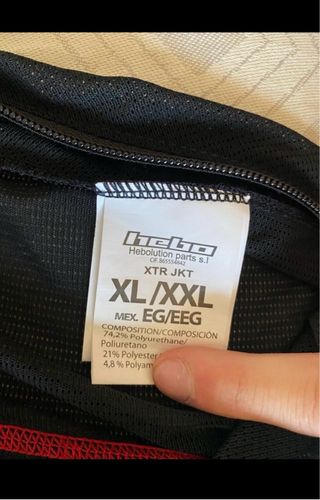 hebo
Hebolution parts s.l
XTR JKT
XL/XXL
MEX. EG/EEG
COMPOSITION/COMPOSICIÓN
74,2% Polyurethane/
Poliuretano
21% Polyester
4,8% Polyam